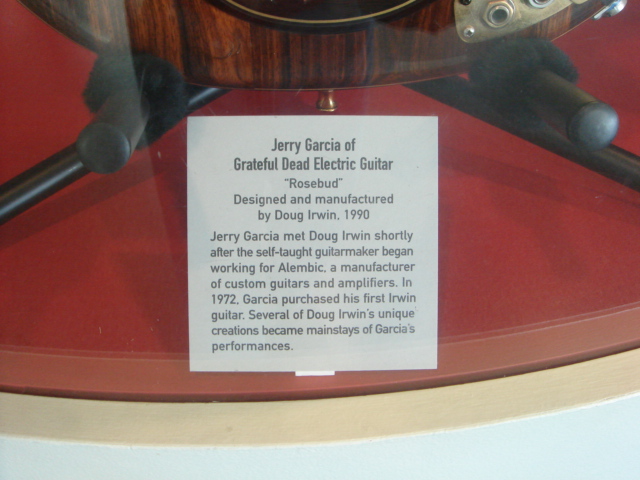 Jerry Garcia of
Grateful Dead Electric Guitar
“Rosebud”
Designed and manufactured
by Doug Irwin, 1990
Jerry Garcia met Doug Irwin shortly
after the self-taught guitarmaker began
working for Alembic, a manufacturer
of custom guitars and amplifiers. In
1972, Garcia purchased his first Irwin
guitar. Several of Doug Irwin's unique
creations became mainstays of Garcia's
performances.